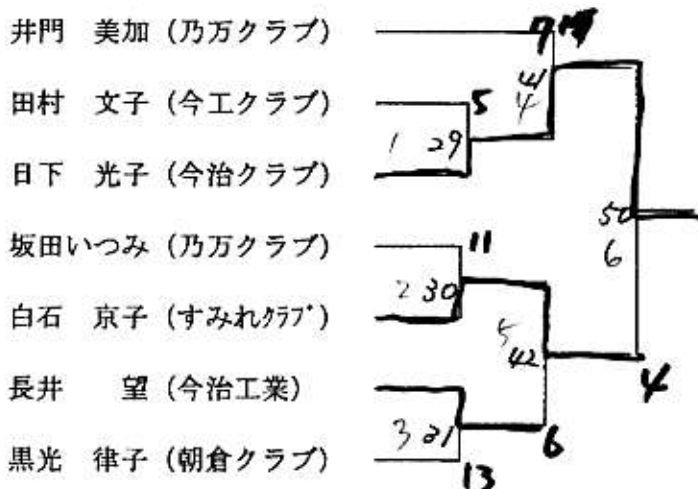 井門 美加 (乃万クラブ)
7
41
4
田村 文子 (今工クラブ)
5
1 29
日下 光子 (今治クラブ)
50
6
坂田いつみ (乃万クラブ)
11
2 30
白石 京子 (すみれクラブ)
5
42
4
長井 望 (今治工業)
3 31
6
黒光 律子 (朝倉クラブ)
13